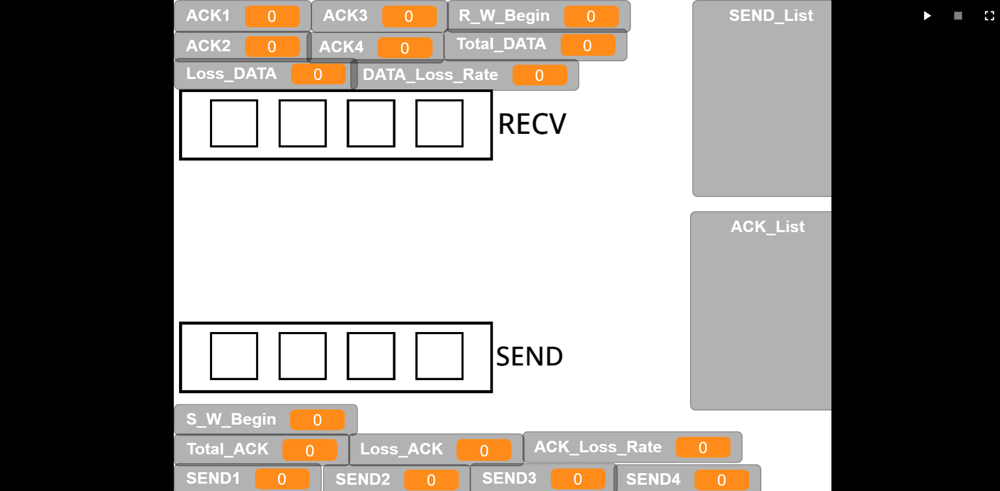 ACK1 0 ACK3 0 R_W_Begin 0 SEND_List
ACK2 0 ACK4 0 Total_DATA 0
Loss_DATA 0 DATA_Loss_Rate 0
RECV
ACK_List
SEND
S_W_Begin 0
Total_ACK 0 Loss_ACK 0 ACK_Loss_Rate 0
SEND1 0 SEND2 0 SEND3 0 SEND4 0